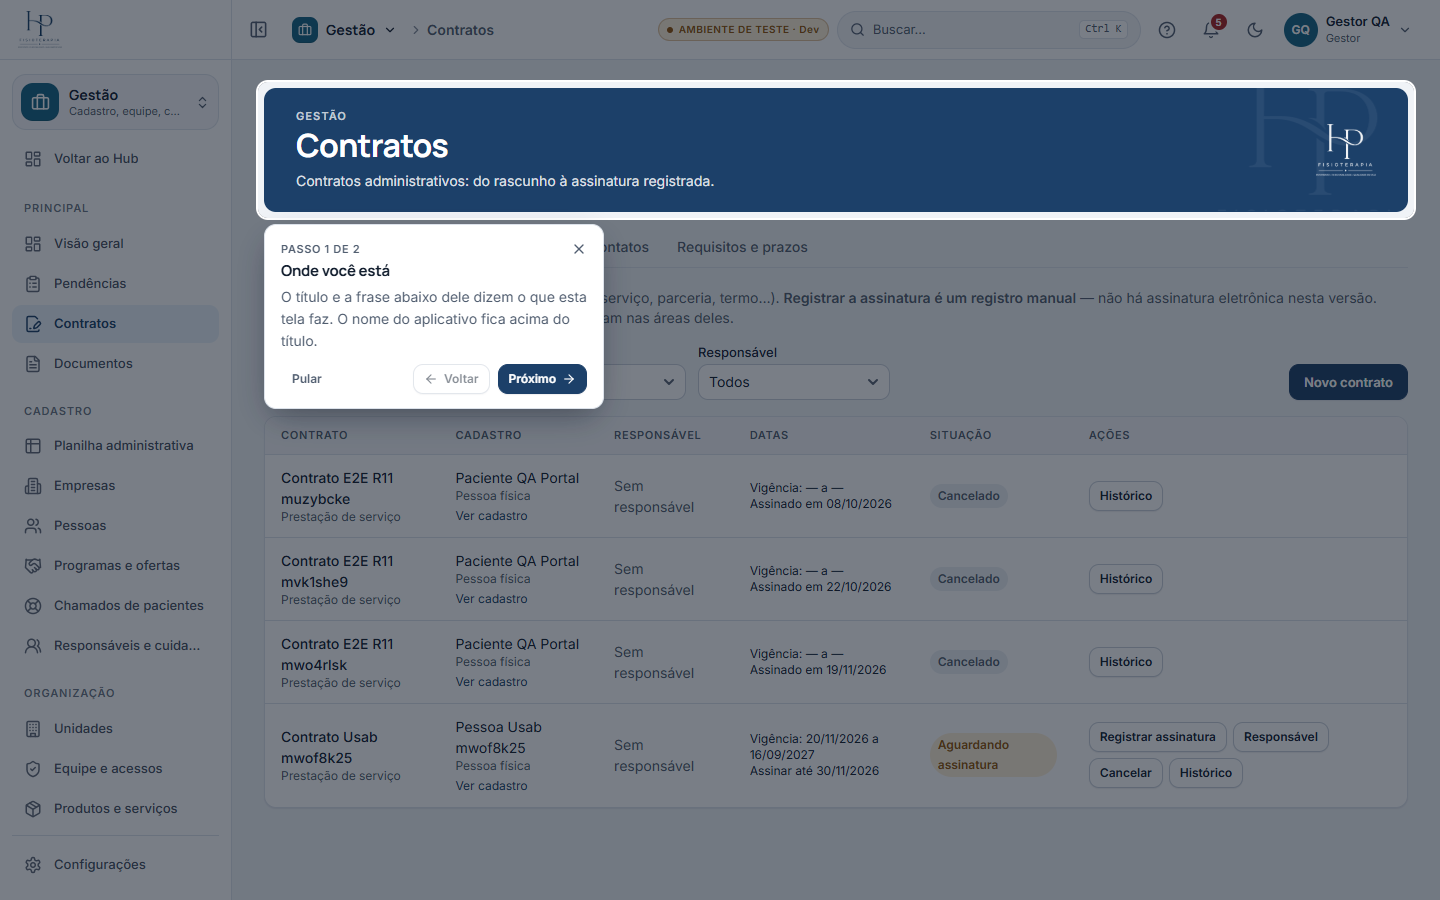 HP
Gestão
Contratos
AMBIENTE DE TESTE · Dev
Buscar...
Ctrl K
5
GQ
Gestor QA
Gestor
Gestão
Cadastro, equipe, c...
Voltar ao Hub
PRINCIPAL
Visão geral
Pendências
Contratos
Documentos
CADASTRO
Planilha administrativa
Empresas
Pessoas
Programas e ofertas
Chamados de pacientes
Responsáveis e cuida...
ORGANIZAÇÃO
Unidades
Equipe e acessos
Produtos e serviços
Configurações
GESTÃO
Contratos
Contratos administrativos: do rascunho à assinatura registrada.
HP
FISIOTERAPIA
PASSO 1 DE 2
Onde você está
O título e a frase abaixo dele dizem o que esta
tela faz. O nome do aplicativo fica acima do
título.
Pular
Voltar
Próximo
ontatos
Requisitos e prazos
serviço, parceria, termo...). Registrar a assinatura é um registro manual — não há assinatura eletrônica nesta versão.
am nas áreas deles.
Responsável
Todos
Novo contrato
CONTRATO CADASTRO RESPONSÁVEL DATAS SITUAÇÃO AÇÕES
Contrato E2E R11
muzybcke
Prestação de serviço
Paciente QA Portal
Pessoa física
Ver cadastro
Sem
responsável
Vigência: — a —
Assinado em 08/10/2026
Cancelado
Histórico
Contrato E2E R11
mvk1she9
Prestação de serviço
Paciente QA Portal
Pessoa física
Ver cadastro
Sem
responsável
Vigência: — a —
Assinado em 22/10/2026
Cancelado
Histórico
Contrato E2E R11
mwo4rlsk
Prestação de serviço
Paciente QA Portal
Pessoa física
Ver cadastro
Sem
responsável
Vigência: — a —
Assinado em 19/11/2026
Cancelado
Histórico
Contrato Usab
mwof8k25
Prestação de serviço
Pessoa Usab
mwof8k25
Pessoa física
Ver cadastro
Sem
responsável
Vigência: 20/11/2026 a
16/09/2027
Assinar até 30/11/2026
Aguardando
assinatura
Registrar assinatura
Responsável
Cancelar
Histórico